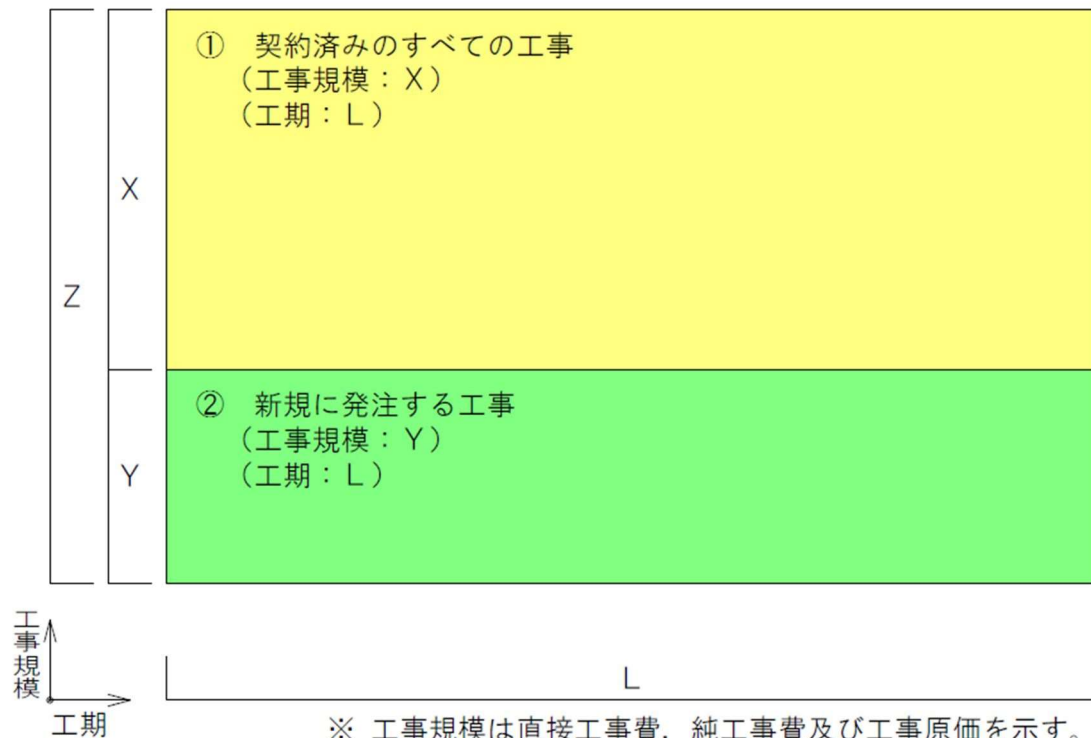 ① 契約済みのすべての工事
（工事規模：X）
（工期：L）
X
Z
② 新規に発注する工事
（工事規模：Y）
（工期：L）
Y
工事規模
L
工期
※ 工事規模は直接工事費，純工事費及び工事原価を示す。